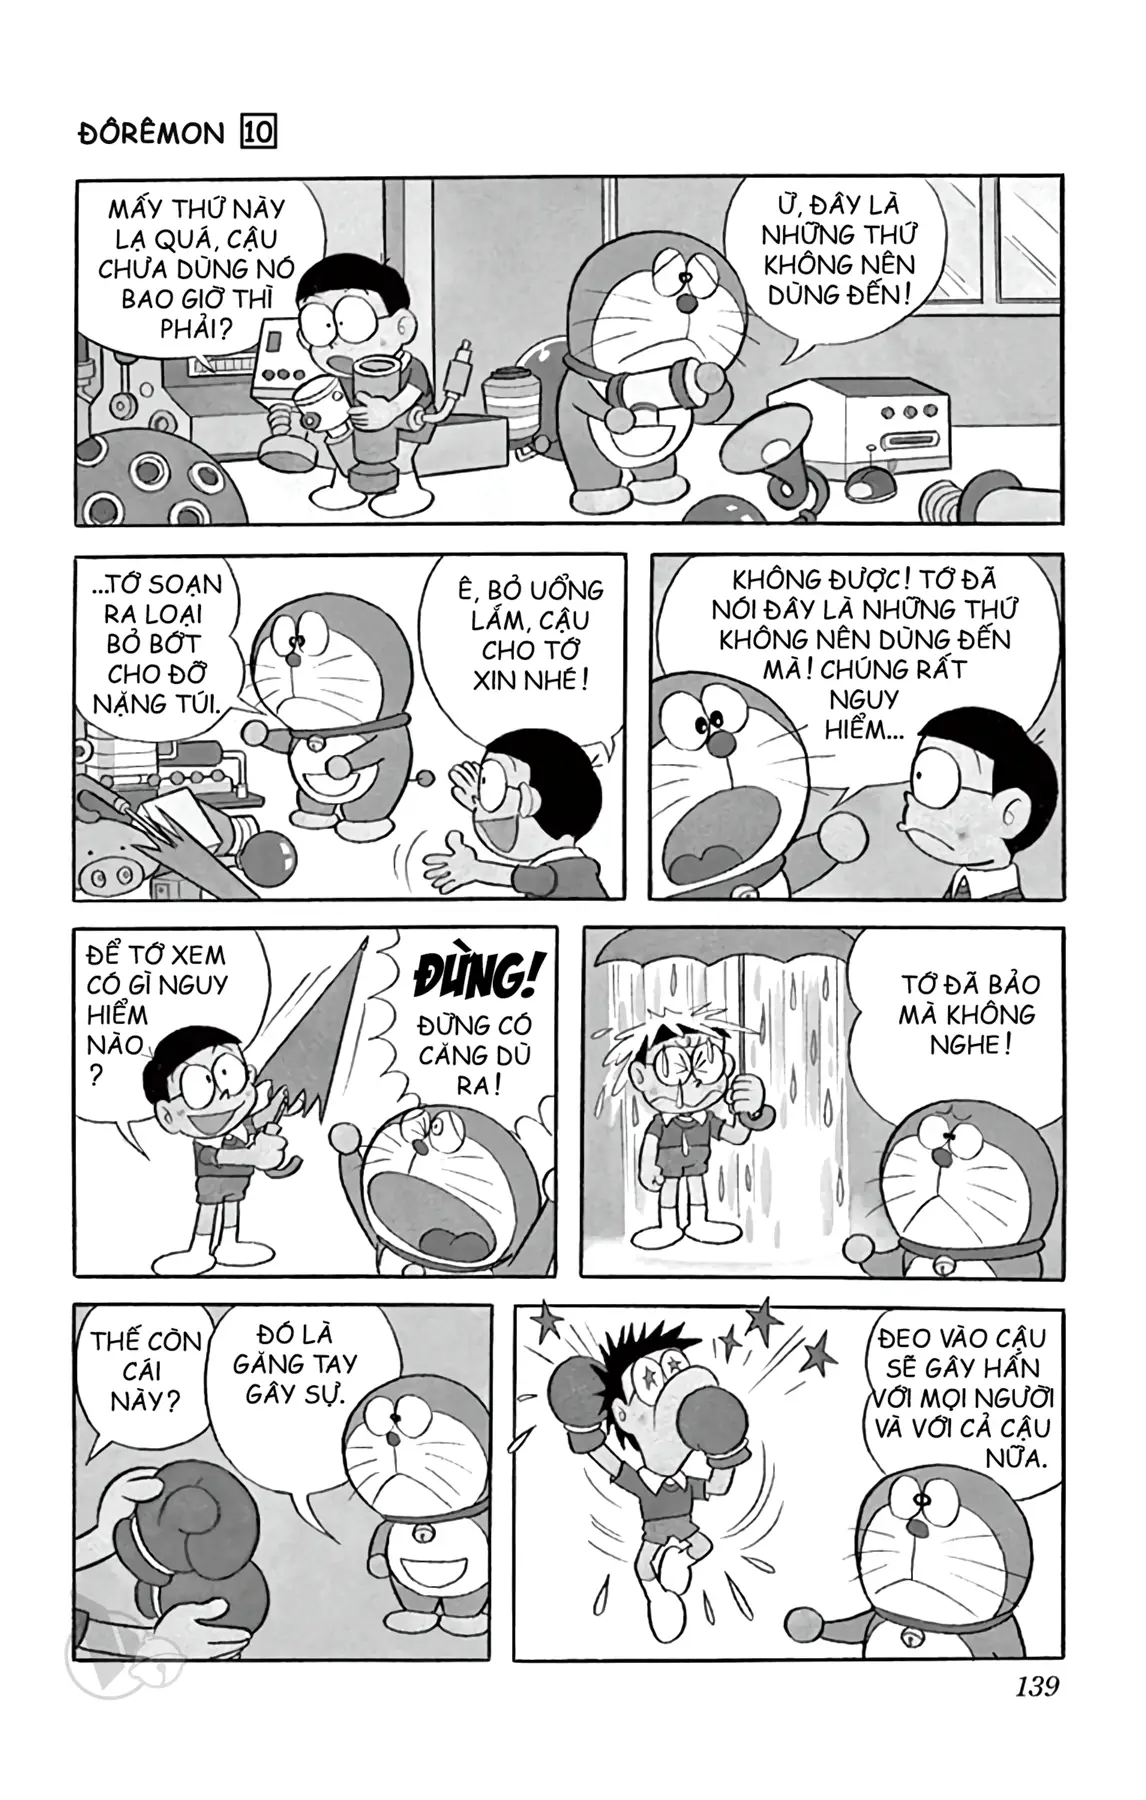 ĐÔRÊMON 10
MẤY THỨ NÀY
LẠ QUÁ, CẬU
CHƯA DÙNG NÓ
BAO GIỜ THÌ
PHẢI?
Ừ, ĐÂY LÀ
NHỮNG THỨ
KHÔNG NÊN
DÙNG ĐẾN!
...TỚ SOẠN
RA LOẠI
BỎ BỚT
CHO ĐỠ
NẶNG TÚI.
Ê, BỎ UỔNG
LẮM, CẬU
CHO TỚ
XIN NHÉ!
KHÔNG ĐƯỢC! TỚ ĐÃ
NÓI ĐÂY LÀ NHỮNG THỨ
KHÔNG NÊN DÙNG ĐẾN
MÀ! CHÚNG RẤT
NGUY
HIỂM...
ĐỂ TỚ XEM
CÓ GÌ NGUY
HIỂM
NÀO
?
ĐỪNG!
ĐỪNG CÓ
CĂNG DÙ
RA!
TỚ ĐÃ BẢO
MÀ KHÔNG
NGHE!
THẾ CÒN
CÁI
NÀY?
ĐÓ LÀ
GĂNG TAY
GÂY SỰ.
ĐEO VÀO CẬU
SẼ GÂY HẤN
VỚI MỌI NGƯỜI
VÀ VỚI CẢ CẬU
NỮA.
139